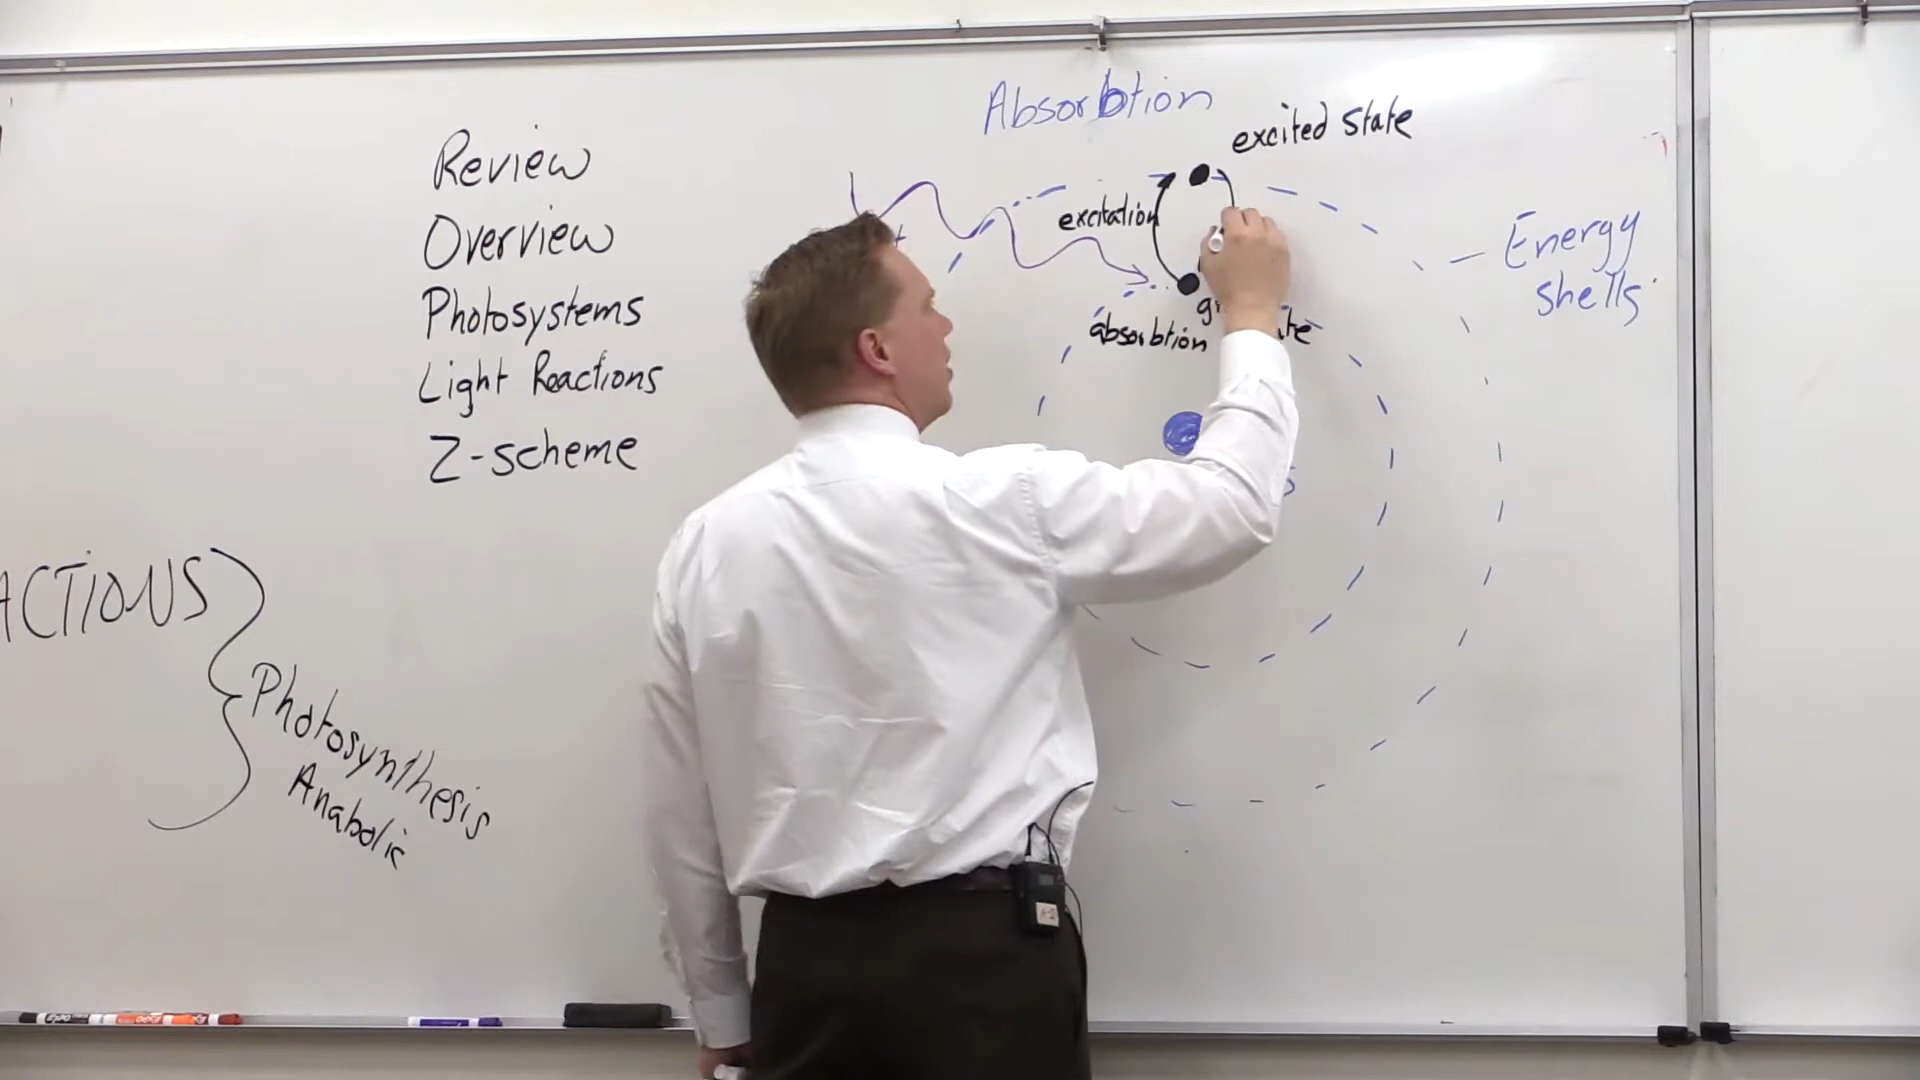 Review
Overview
Photosystems
Light Reactions
Z-scheme
ACTIONS
Photosynthesis
Anabolic
Absorbtion
excited state
excitation
absorbtion
Energy
shells